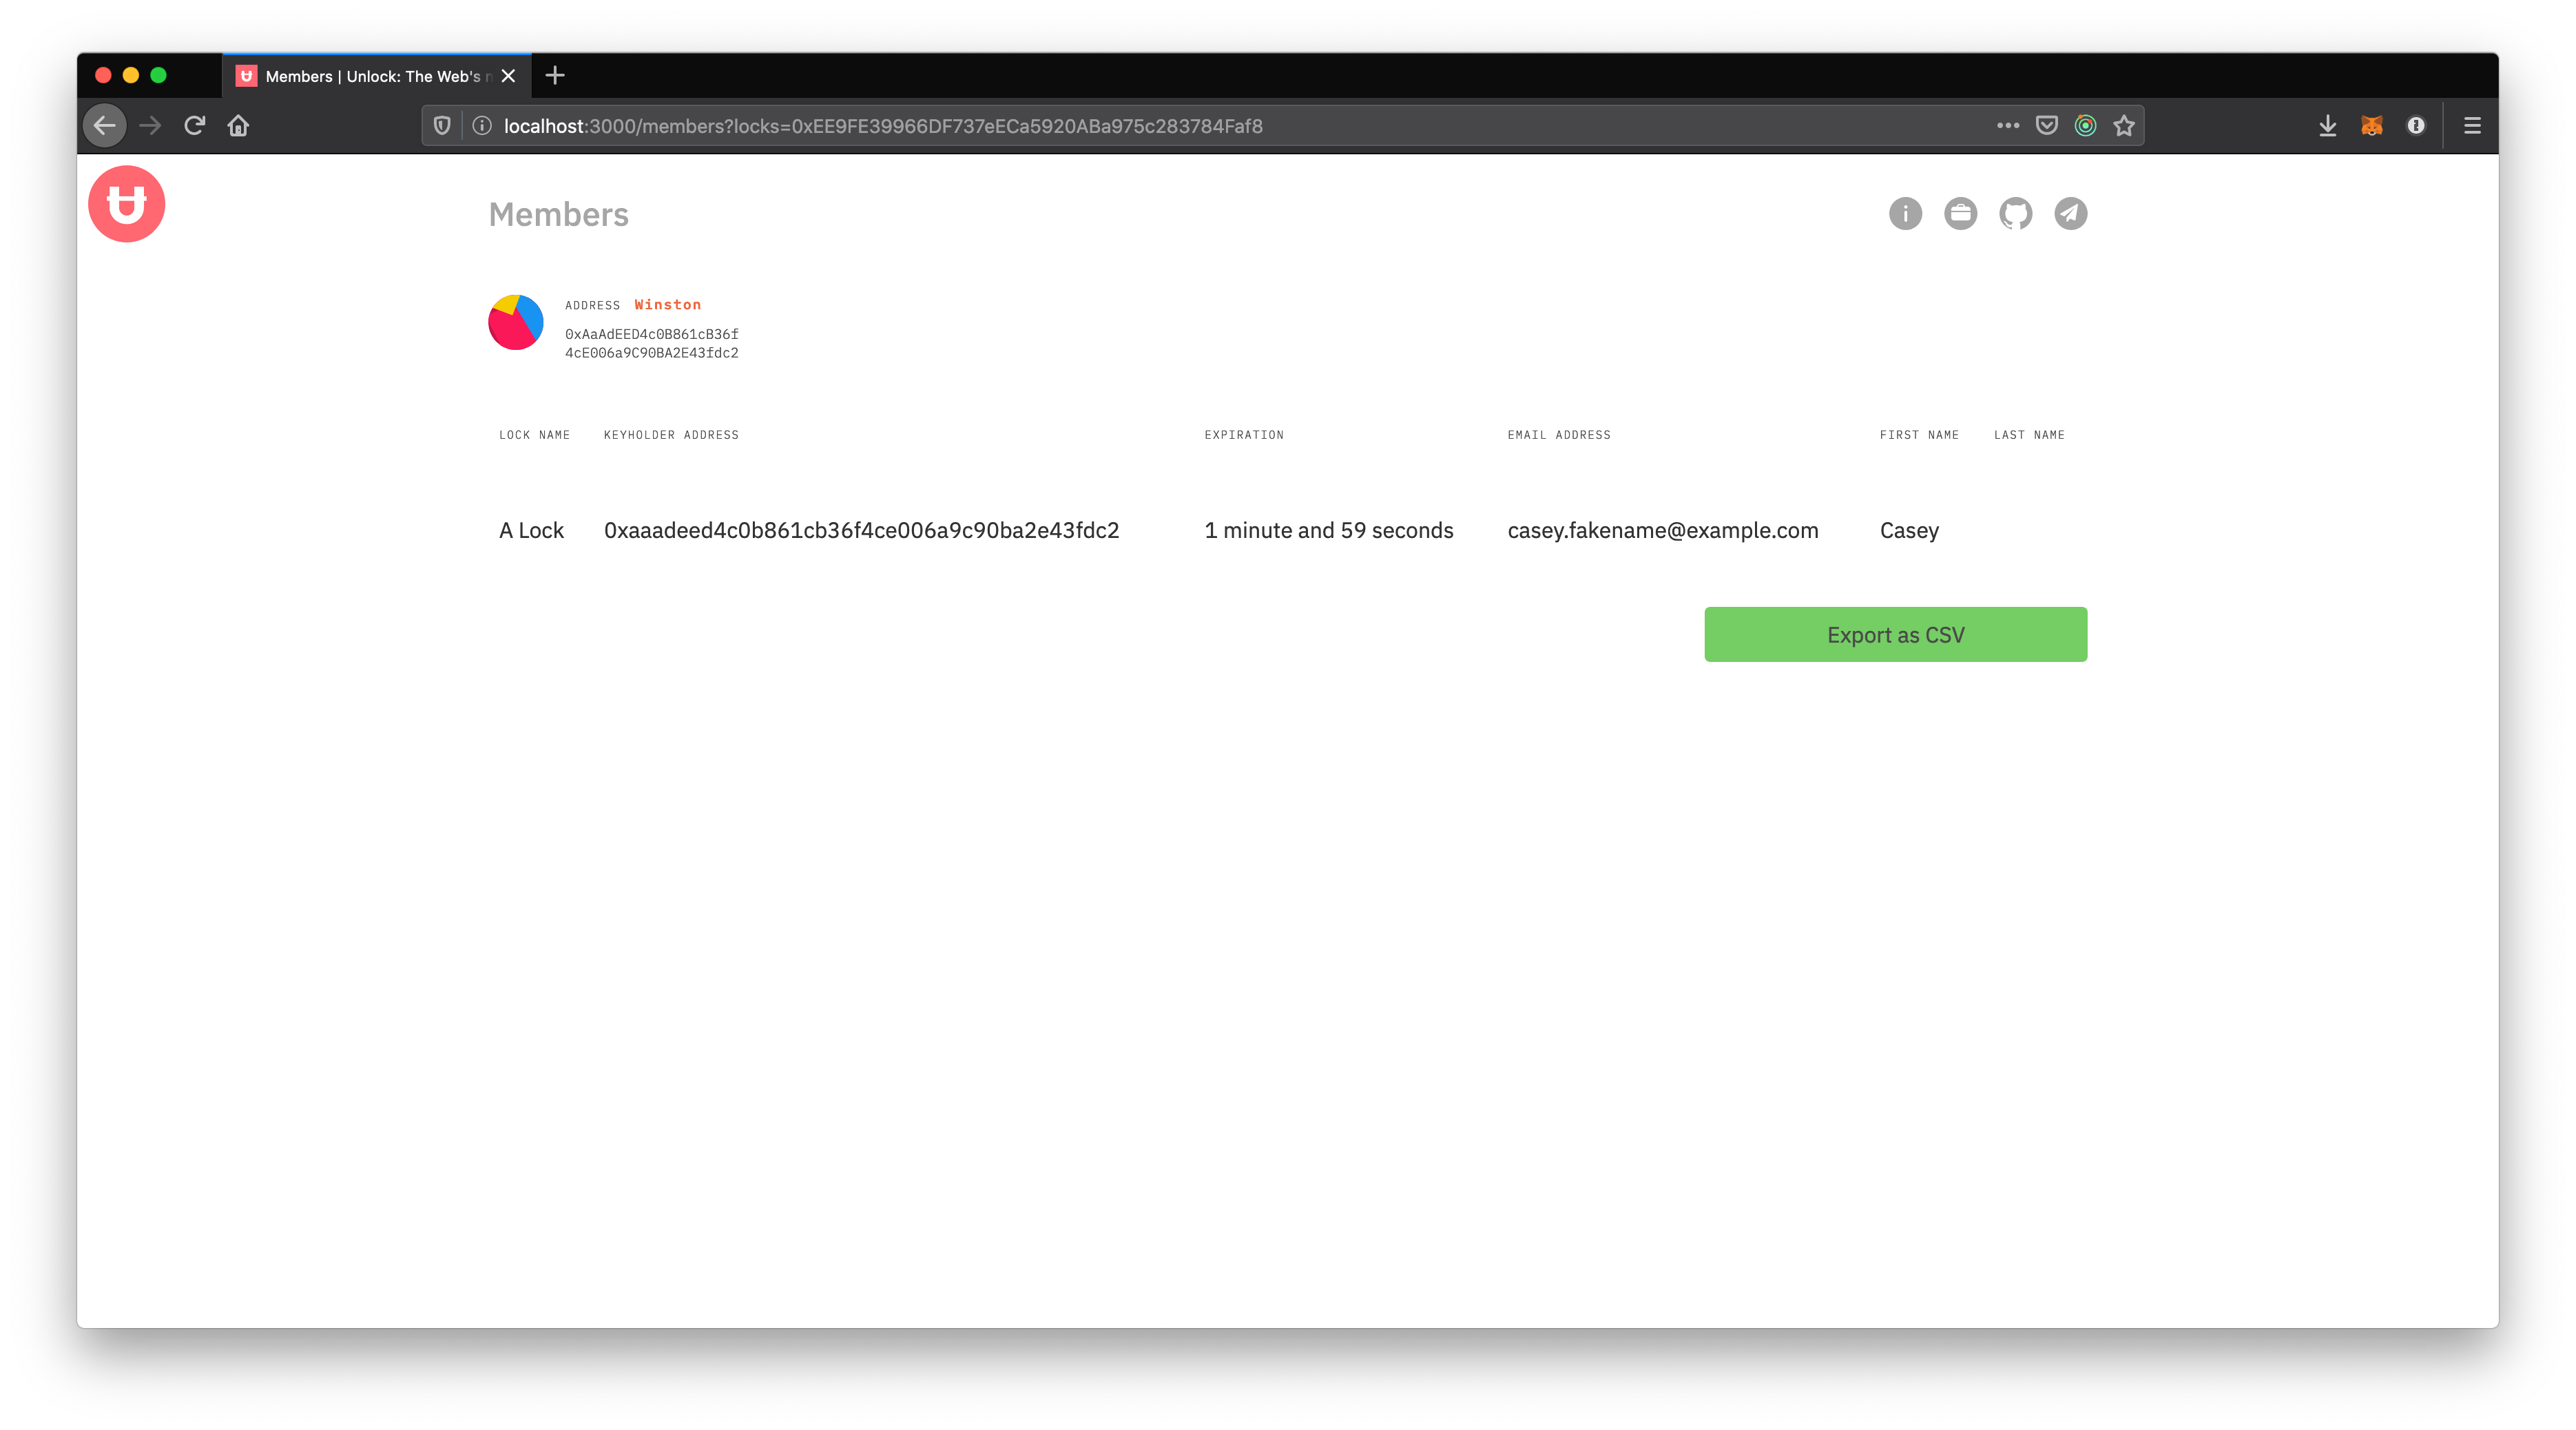 Members | Unlock: The Web's n
localhost:3000/members?locks=0xEE9FE39966DF737eECa5920ABa975c283784Faf8
Members
ADDRESS Winston
0xAaAdEED4c0B861cB36f
4cE006a9C90BA2E43fdc2
LOCK NAME KEYHOLDER ADDRESS EXPIRATION EMAIL ADDRESS FIRST NAME LAST NAME
A Lock 0xaaadeed4c0b861cb36f4ce006a9c90ba2e43fdc2 1 minute and 59 seconds casey.fakename@example.com Casey
Export as CSV